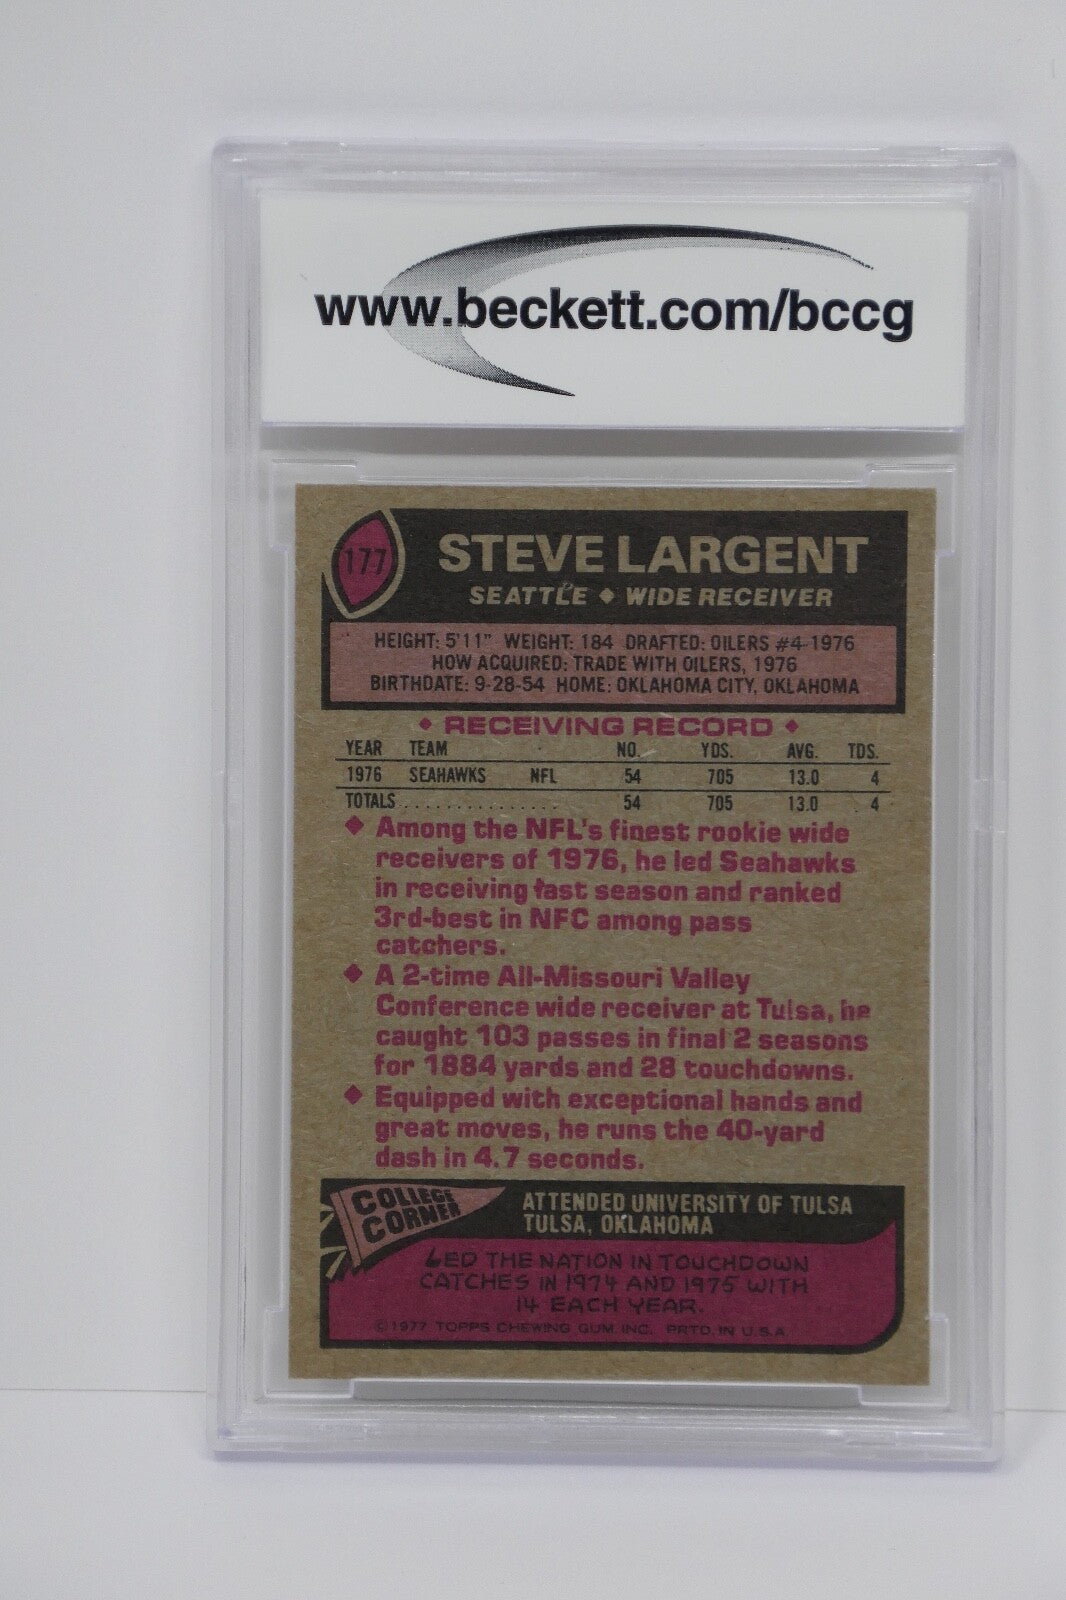 www.beckett.com/bccg
177
STEVE LARGENT
SEATTLE ◆ WIDE RECEIVER
HEIGHT: 5'11" WEIGHT: 184 DRAFTED: OILERS #4-1976
HOW ACQUIRED: TRADE WITH OILERS, 1976
BIRTHDATE: 9-28-54 HOME: OKLAHOMA CITY, OKLAHOMA
◆ RECEIVING RECORD ◆
YEAR TEAM NO. YDS. AVG. TDS.
1976 SEAHAWKS NFL 54 705 13.0 4
TOTALS . . . . . . . . . . . . . . . 54 705 13.0 4
◆ Among the NFL's finest rookie wide
receivers of 1976, he led Seahawks
in receiving last season and ranked
3rd-best in NFC among pass
catchers.
◆ A 2-time All-Missouri Valley
Conference wide receiver at Tulsa, he
caught 103 passes in final 2 seasons
for 1884 yards and 28 touchdowns.
◆ Equipped with exceptional hands and
great moves, he runs the 40-yard
dash in 4.7 seconds.
COLLEGE
CORNER
ATTENDED UNIVERSITY OF TULSA
TULSA, OKLAHOMA
LED THE NATION IN TOUCHDOWN
CATCHES IN 1974 AND 1975 WITH
14 EACH YEAR.
© 1977 TOPPS CHEWING GUM, INC. PRTD. IN U.S.A.